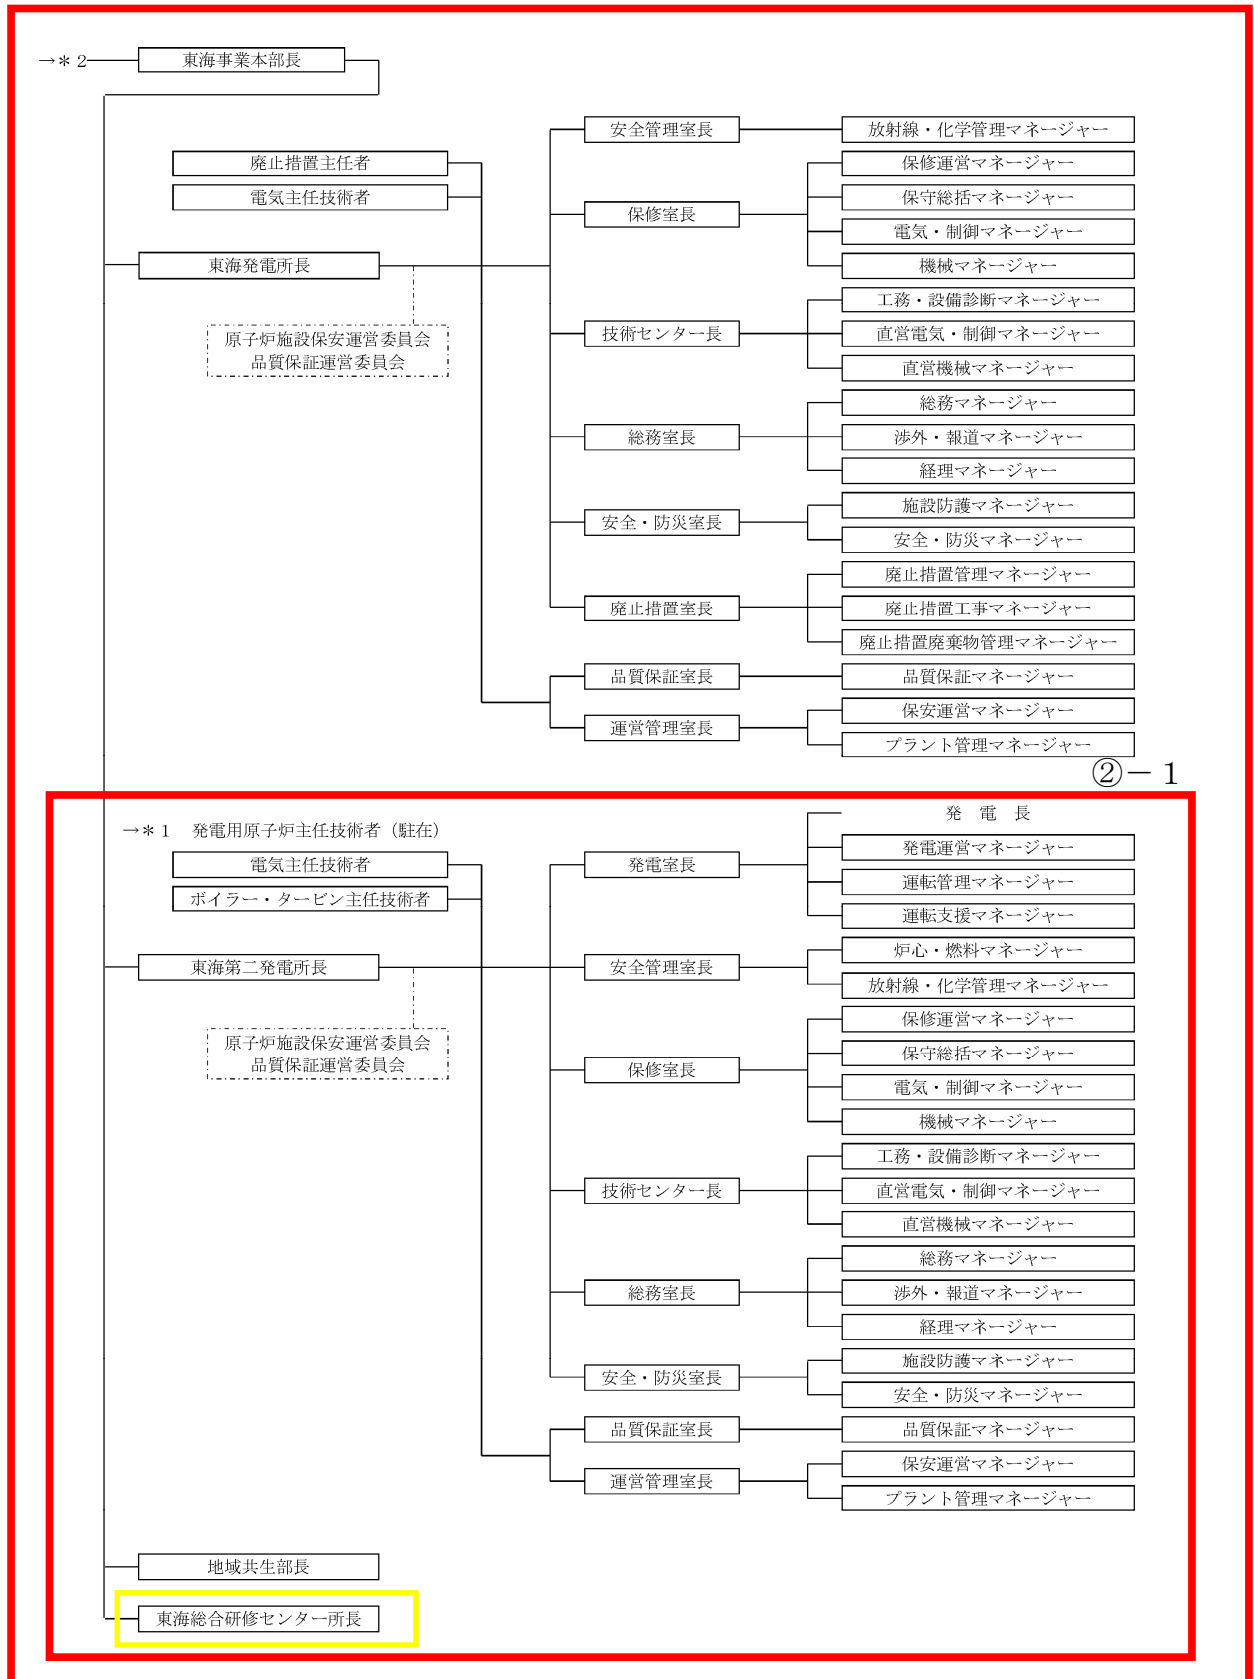 →＊２
東海事業本部長
安全管理室長
放射線・化学管理マネージャー
廃止措置主任者
保修運営マネージャー
電気主任技術者
保守総括マネージャー
保修室長
電気・制御マネージャー
東海発電所長
機械マネージャー
工務・設備診断マネージャー
原子炉施設保安運営委員会
品質保証運営委員会
技術センター長
直営電気・制御マネージャー
直営機械マネージャー
総務マネージャー
総務室長
渉外・報道マネージャー
経理マネージャー
施設防護マネージャー
安全・防災室長
安全・防災マネージャー
廃止措置管理マネージャー
廃止措置室長
廃止措置工事マネージャー
廃止措置廃棄物管理マネージャー
品質保証室長
品質保証マネージャー
保安運営マネージャー
運営管理室長
プラント管理マネージャー
②－１
発　電　長
→＊１　発電用原子炉主任技術者（駐在）
発電運営マネージャー
電気主任技術者
発電室長
運転管理マネージャー
ボイラー・タービン主任技術者
運転支援マネージャー
炉心・燃料マネージャー
東海第二発電所長
安全管理室長
放射線・化学管理マネージャー
保修運営マネージャー
原子炉施設保安運営委員会
品質保証運営委員会
保守総括マネージャー
保修室長
電気・制御マネージャー
機械マネージャー
工務・設備診断マネージャー
技術センター長
直営電気・制御マネージャー
直営機械マネージャー
総務マネージャー
総務室長
渉外・報道マネージャー
経理マネージャー
施設防護マネージャー
安全・防災室長
安全・防災マネージャー
品質保証室長
品質保証マネージャー
保安運営マネージャー
運営管理室長
プラント管理マネージャー
地域共生部長
東海総合研修センター所長